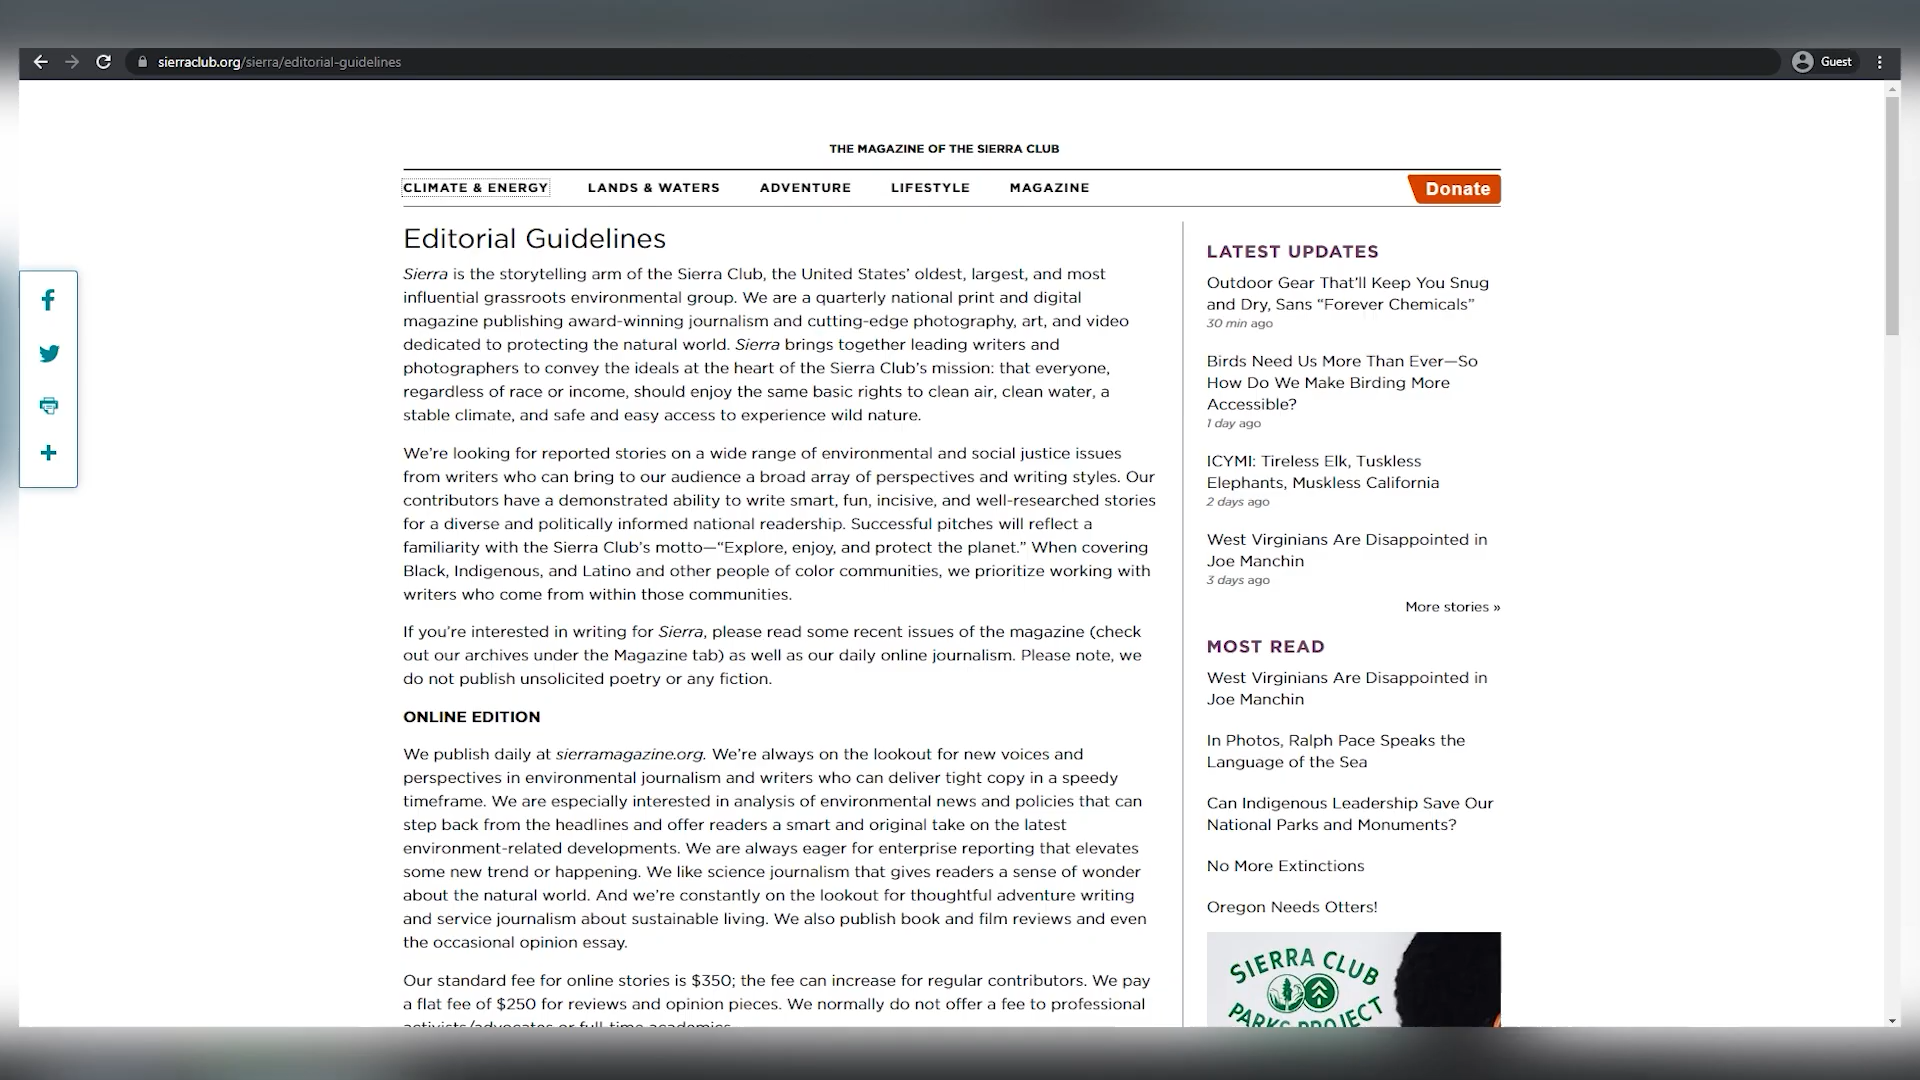 sierraclub.org/sierra/editorial-guidelines
Guest
THE MAGAZINE OF THE SIERRA CLUB
CLIMATE & ENERGY
LANDS & WATERS
ADVENTURE
LIFESTYLE
MAGAZINE
Donate
Editorial Guidelines
Sierra is the storytelling arm of the Sierra Club, the United States’ oldest, largest, and most
influential grassroots environmental group. We are a quarterly national print and digital
magazine publishing award-winning journalism and cutting-edge photography, art, and video
dedicated to protecting the natural world. Sierra brings together leading writers and
photographers to convey the ideals at the heart of the Sierra Club’s mission: that everyone,
regardless of race or income, should enjoy the same basic rights to clean air, clean water, a
stable climate, and safe and easy access to experience wild nature.
We’re looking for reported stories on a wide range of environmental and social justice issues
from writers who can bring to our audience a broad array of perspectives and writing styles. Our
contributors have a demonstrated ability to write smart, fun, incisive, and well-researched stories
for a diverse and politically informed national readership. Successful pitches will reflect a
familiarity with the Sierra Club’s motto—“Explore, enjoy, and protect the planet.” When covering
Black, Indigenous, and Latino and other people of color communities, we prioritize working with
writers who come from within those communities.
If you’re interested in writing for Sierra, please read some recent issues of the magazine (check
out our archives under the Magazine tab) as well as our daily online journalism. Please note, we
do not publish unsolicited poetry or any fiction.
ONLINE EDITION
We publish daily at sierramagazine.org. We’re always on the lookout for new voices and
perspectives in environmental journalism and writers who can deliver tight copy in a speedy
timeframe. We are especially interested in analysis of environmental news and policies that can
step back from the headlines and offer readers a smart and original take on the latest
environment-related developments. We are always eager for enterprise reporting that elevates
some new trend or happening. We like science journalism that gives readers a sense of wonder
about the natural world. And we’re constantly on the lookout for thoughtful adventure writing
and service journalism about sustainable living. We also publish book and film reviews and even
the occasional opinion essay.
Our standard fee for online stories is $350; the fee can increase for regular contributors. We pay
a flat fee of $250 for reviews and opinion pieces. We normally do not offer a fee to professional
activists/advocates or full-time academics.
LATEST UPDATES
Outdoor Gear That’ll Keep You Snug
and Dry, Sans “Forever Chemicals”
30 min ago
Birds Need Us More Than Ever—So
How Do We Make Birding More
Accessible?
1 day ago
ICYMI: Tireless Elk, Tuskless
Elephants, Muskless California
2 days ago
West Virginians Are Disappointed in
Joe Manchin
3 days ago
More stories »
MOST READ
West Virginians Are Disappointed in
Joe Manchin
In Photos, Ralph Pace Speaks the
Language of the Sea
Can Indigenous Leadership Save Our
National Parks and Monuments?
No More Extinctions
Oregon Needs Otters!
SIERRA CLUB
PARKS PROJECT